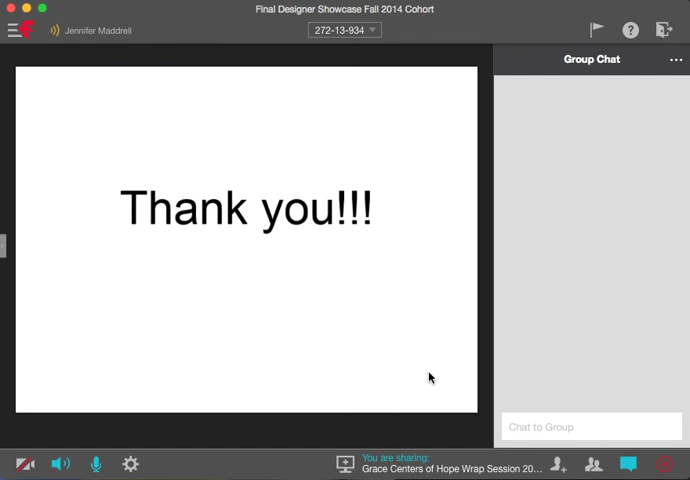 Final Designer Showcase Fall 2014 Cohort
Jennifer Maddrell
272-13-934
Group Chat
Thank you!!!
Chat to Group
You are sharing:
Grace Centers of Hope Wrap Session 20...